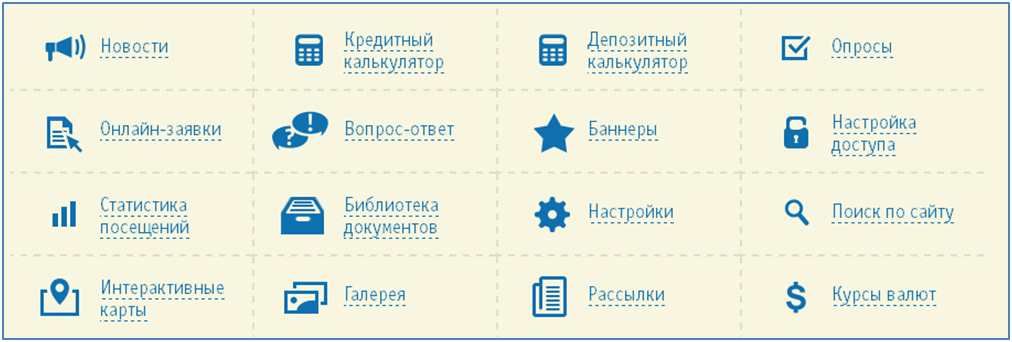 Новости
Кредитный
калькулятор
Депозитный
калькулятор
Опросы
Онлайн-заявки
Вопрос-ответ
Баннеры
Настройка
доступа
Статистика
посещений
Библиотека
документов
Настройки
Поиск по сайту
Интерактивные
карты
Галерея
Рассылки
Курсы валют